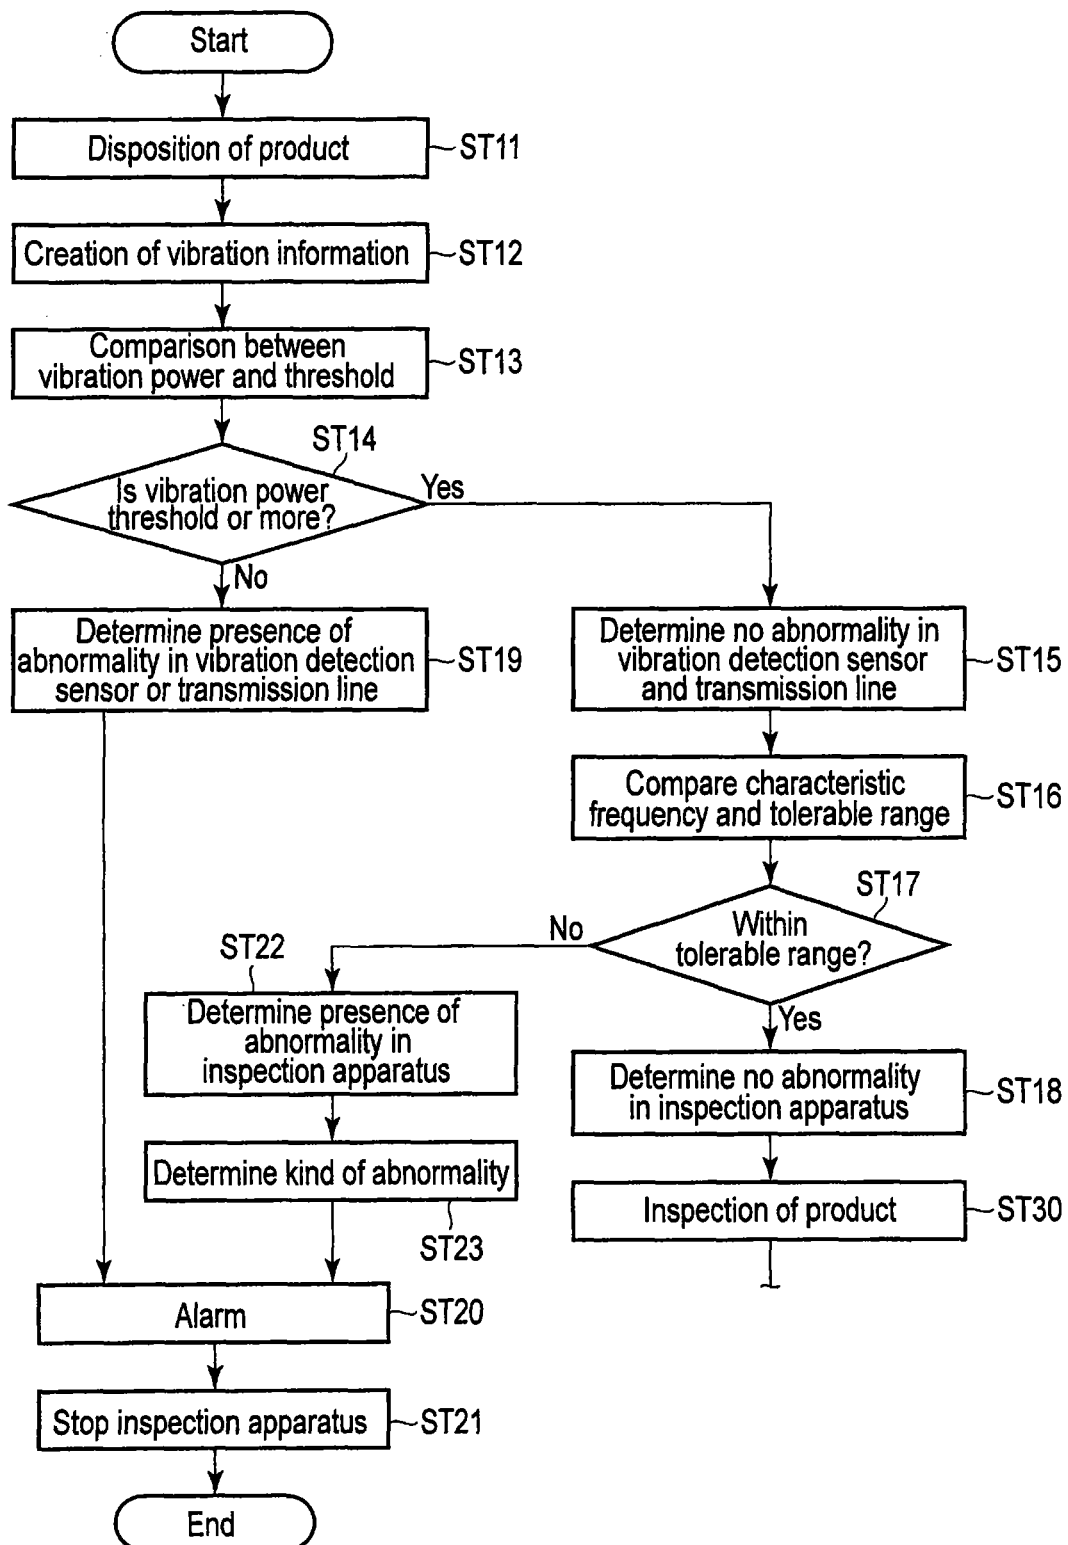 Start
Disposition of product
ST11
Creation of vibration information
ST12
Comparison between
vibration power and threshold
ST13
ST14
Is vibration power
threshold or more?
Yes
No
Determine presence of
abnormality in vibration detection
sensor or transmission line
ST19
Determine no abnormality in
vibration detection sensor
and transmission line
ST15
Compare characteristic
frequency and tolerable range
ST16
ST17
Within
tolerable range?
No
Yes
ST22
Determine presence of
abnormality in
inspection apparatus
Determine no abnormality
in inspection apparatus
ST18
Determine kind of abnormality
ST23
Inspection of product
ST30
Alarm
ST20
Stop inspection apparatus
ST21
End